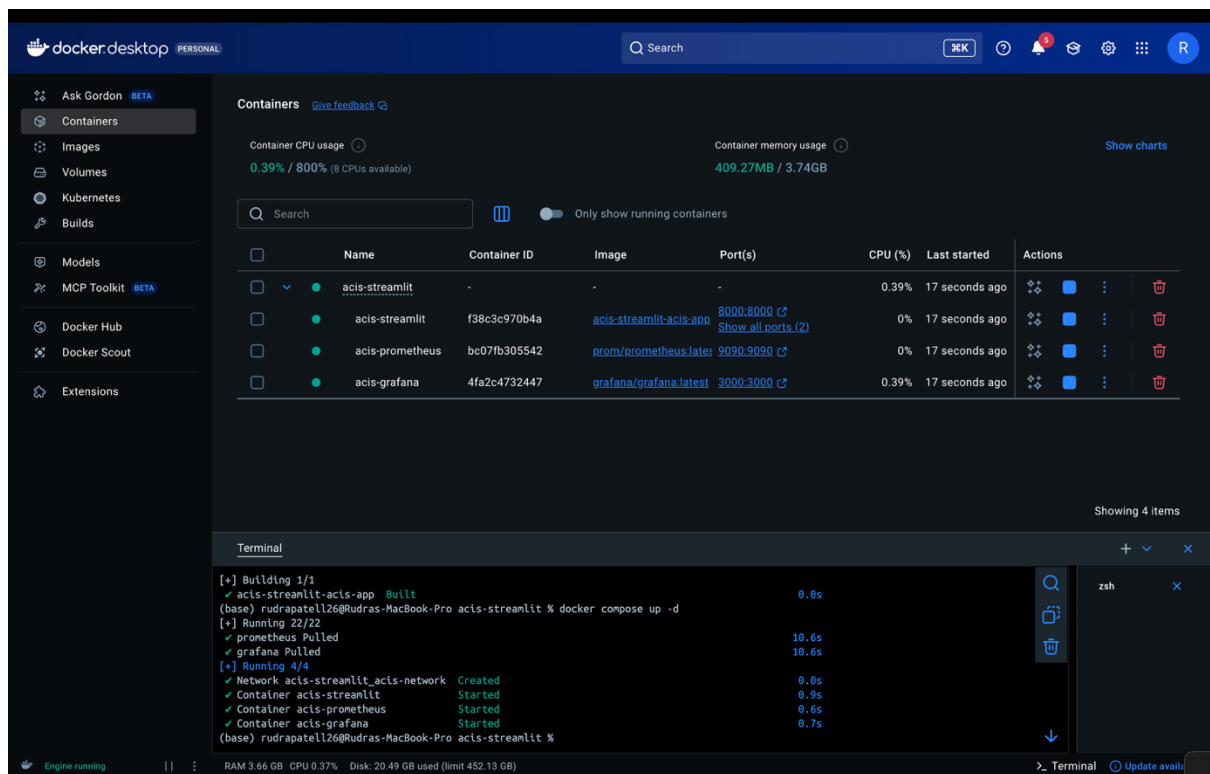 docker.desktop PERSONAL
Search
⌘K
5
R
Ask Gordon BETA
Containers
Images
Volumes
Kubernetes
Builds
Models
MCP Toolkit BETA
Docker Hub
Docker Scout
Extensions
Containers Give feedback
Container CPU usage
0.39% / 800% (8 CPUs available)
Container memory usage
409.27MB / 3.74GB
Show charts
Search
Only show running containers
Name Container ID Image Port(s) CPU (%) Last started Actions
acis-streamlit - - - 0.39% 17 seconds ago
acis-streamlit f38c3c970b4a acis-streamlit-acis-app 8000:8000 0% 17 seconds ago
Show all ports (2)
acis-prometheus bc07fb305542 prom/prometheus:lates 9090:9090 0% 17 seconds ago
acis-grafana 4fa2c4732447 grafana/grafana:latest 3000:3000 0.39% 17 seconds ago
Showing 4 items
Terminal
zsh
[+] Building 1/1
✔ acis-streamlit-acis-app Built 0.0s
(base) rudrapatell26@Rudras-MacBook-Pro acis-streamlit % docker compose up -d
[+] Running 22/22
✔ prometheus Pulled 10.6s
✔ grafana Pulled 10.6s
[+] Running 4/4
✔ Network acis-streamlit_acis-network Created 0.0s
✔ Container acis-streamlit Started 0.9s
✔ Container acis-prometheus Started 0.6s
✔ Container acis-grafana Started 0.7s
(base) rudrapatell26@Rudras-MacBook-Pro acis-streamlit %
Engine running
RAM 3.66 GB CPU 0.37% Disk: 20.49 GB used (limit 452.13 GB)
>_ Terminal
Update availa